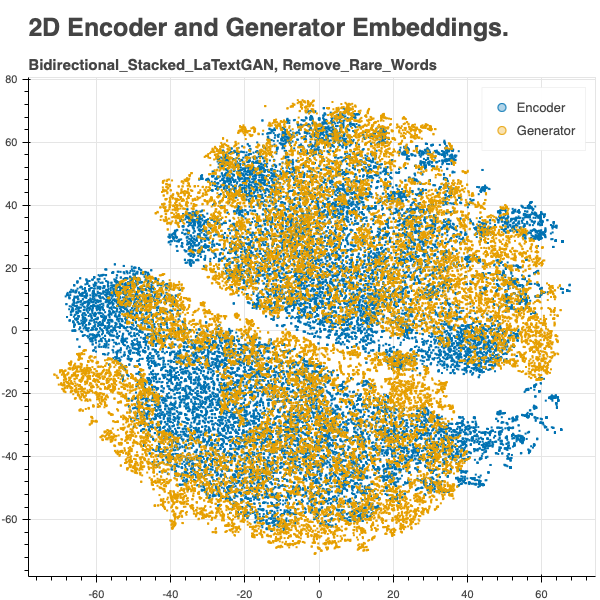 2D Encoder and Generator Embeddings.
Bidirectional_Stacked_LaTextGAN, Remove_Rare_Words
Encoder
Generator
80
60
40
20
0
-20
-40
-60
-60 -40 -20 0 20 40 60